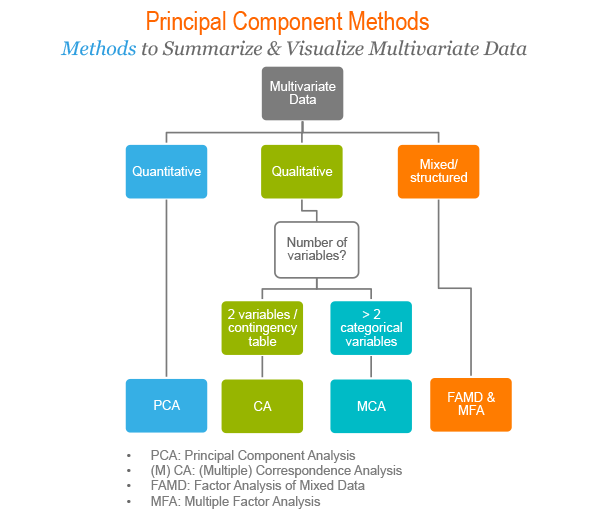 Principal Component Methods
Methods to Summarize & Visualize Multivariate Data
Multivariate
Data
Quantitative
Qualitative
Mixed/
structured
Number of
variables?
2 variables /
contingency
table
> 2
categorical
variables
PCA
CA
MCA
FAMD &
MFA
• PCA: Principal Component Analysis
• (M) CA: (Multiple) Correspondence Analysis
• FAMD: Factor Analysis of Mixed Data
• MFA: Multiple Factor Analysis